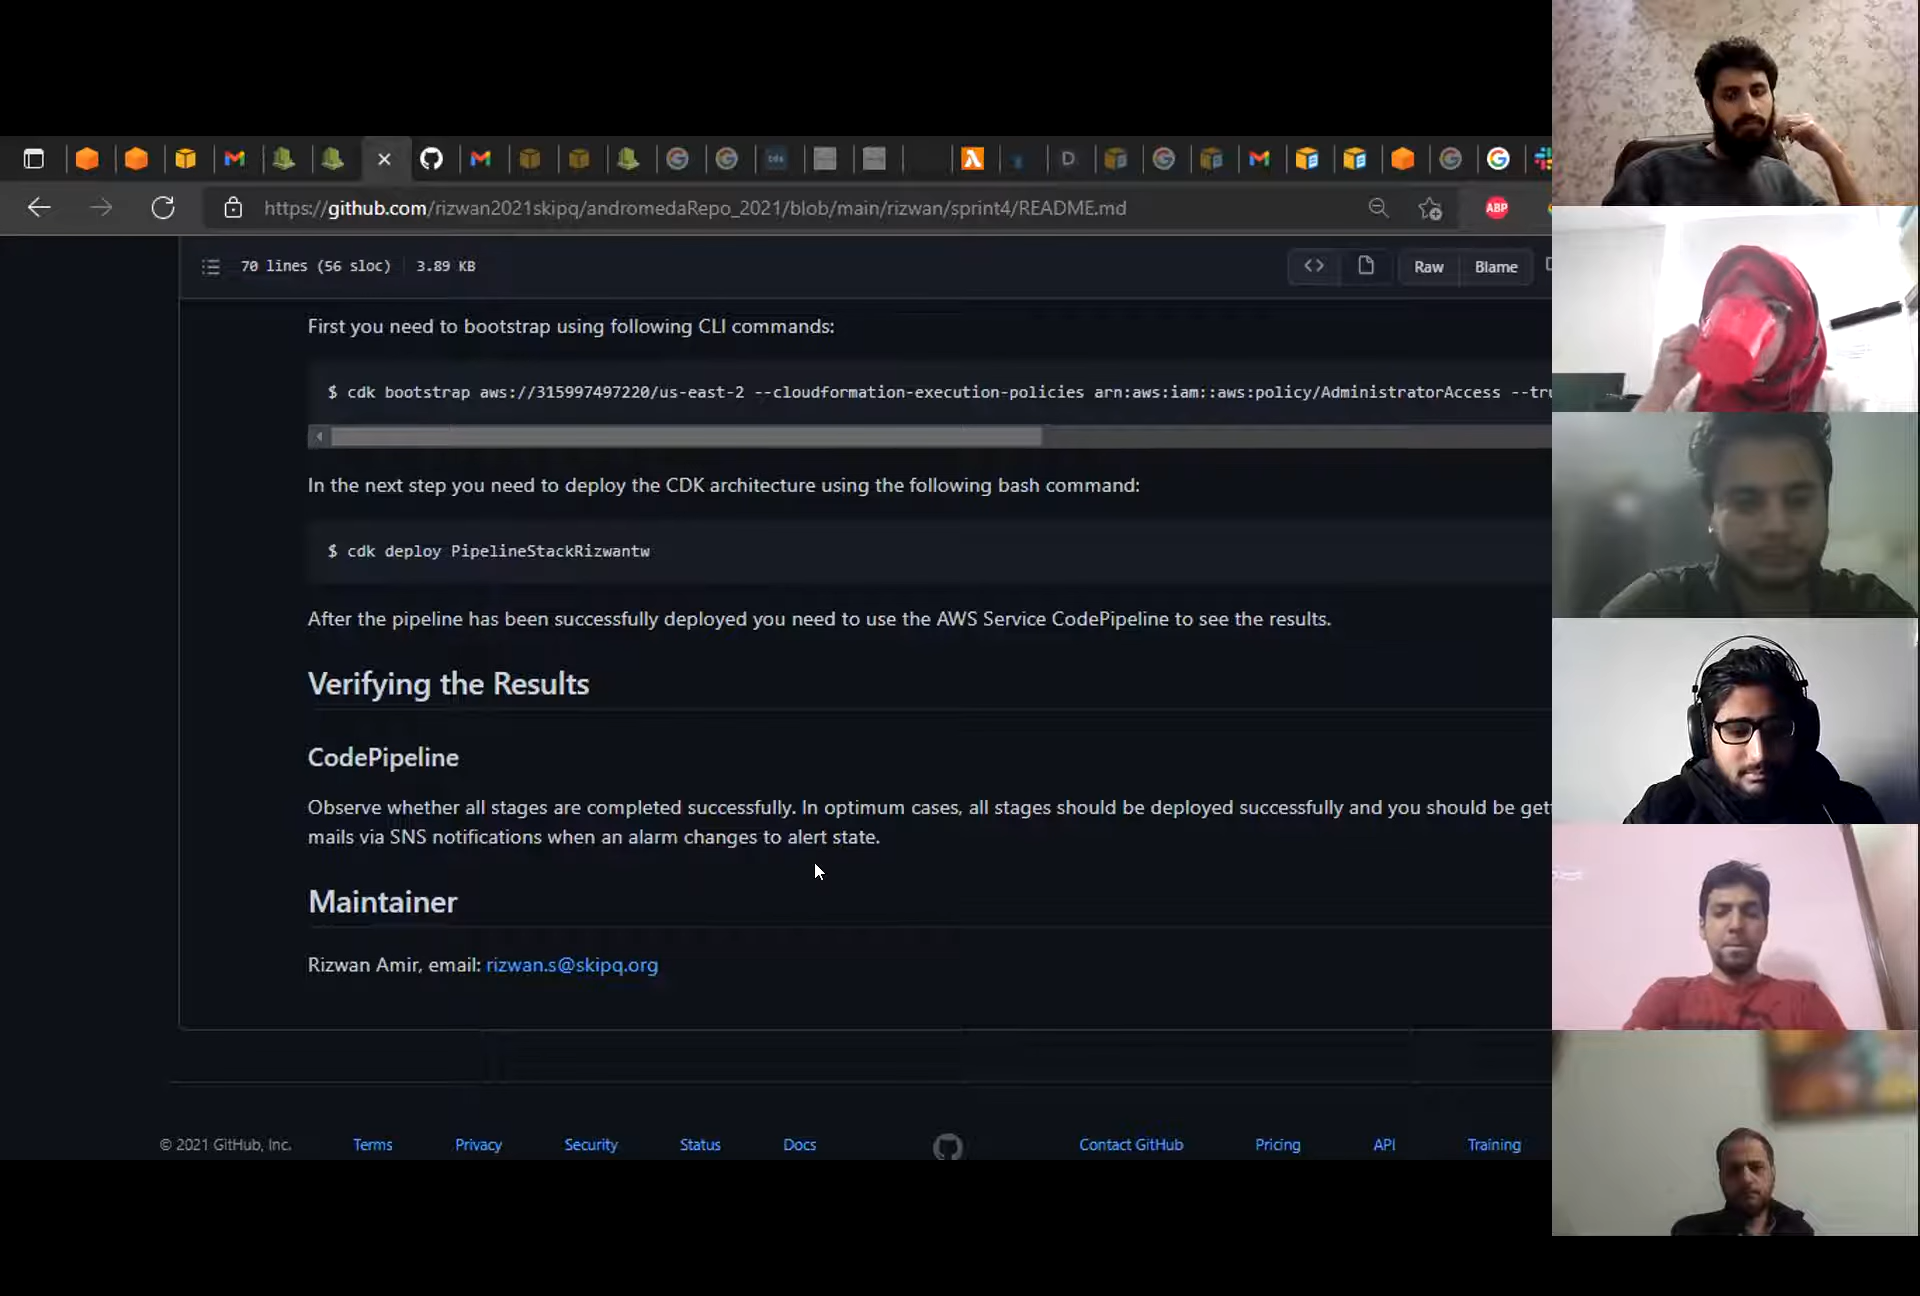 https://github.com/rizwan2021skipq/andromedaRepo_2021/blob/main/rizwan/sprint4/README.md
ABP
70 lines (56 sloc) 3.89 KB
Raw
Blame
First you need to bootstrap using following CLI commands:
$ cdk bootstrap aws://315997497220/us-east-2 --cloudformation-execution-policies arn:aws:iam::aws:policy/AdministratorAccess --tru
In the next step you need to deploy the CDK architecture using the following bash command:
$ cdk deploy PipelineStackRizwantw
After the pipeline has been successfully deployed you need to use the AWS Service CodePipeline to see the results.
Verifying the Results
CodePipeline
Observe whether all stages are completed successfully. In optimum cases, all stages should be deployed successfully and you should be gett
mails via SNS notifications when an alarm changes to alert state.
Maintainer
Rizwan Amir, email: rizwan.s@skipq.org
© 2021 GitHub, Inc.
Terms
Privacy
Security
Status
Docs
Contact GitHub
Pricing
API
Training